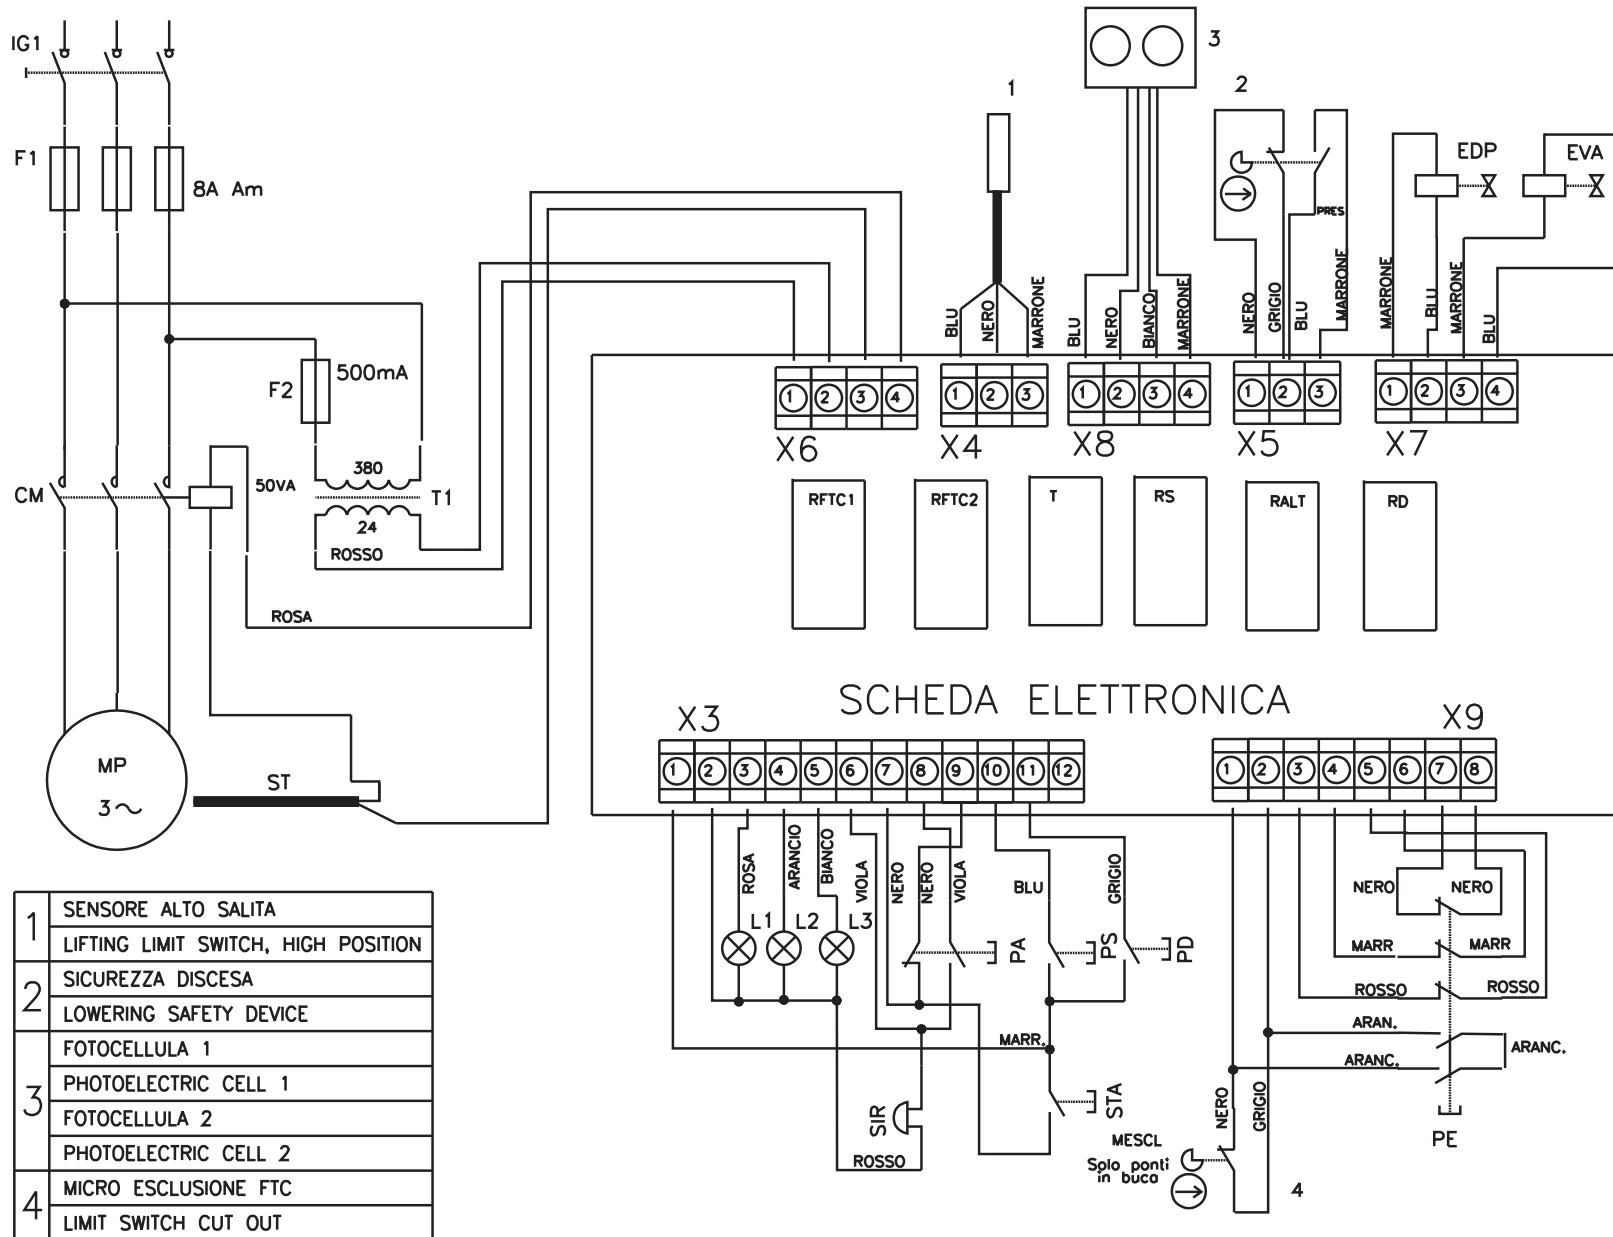 IG1
F1
8A Am
F2
500mA
CM
50VA
380
T1
24
ROSSO
ROSA
MP
3~
ST
1
2
3
EDP
EVA
PRES
BLU
NERO
MARRONE
BLU
NERO
BIANCO
MARRONE
NERO
GRIGIO
BLU
MARRONE
MARRONE
BLU
MARRONE
BLU
1 2 3 4
1 2 3
1 2 3 4
1 2 3
1 2 3 4
X6
X4
X8
X5
X7
RFTC1
RFTC2
T
RS
RALT
RD
SCHEDA ELETTRONICA
X3
X9
1 2 3 4 5 6 7 8 9 10 11 12
1 2 3 4 5 6 7 8
ROSA
ARANCIO
BIANCO
VIOLA
NERO
NERO
VIOLA
BLU
GRIGIO
L1
L2
L3
PA
PS
PD
MARR.
STA
SIR
ROSSO
NERO
NERO
MARR
MARR
ROSSO
ROSSO
ARAN.
ARANC.
ARANC.
NERO
GRIGIO
PE
MESCL
Solo ponti
in buca
4
1
SENSORE ALTO SALITA
LIFTING LIMIT SWITCH, HIGH POSITION
2
SICUREZZA DISCESA
LOWERING SAFETY DEVICE
3
FOTOCELLULA 1
PHOTOELECTRIC CELL 1
FOTOCELLULA 2
PHOTOELECTRIC CELL 2
4
MICRO ESCLUSIONE FTC
LIMIT SWITCH CUT OUT